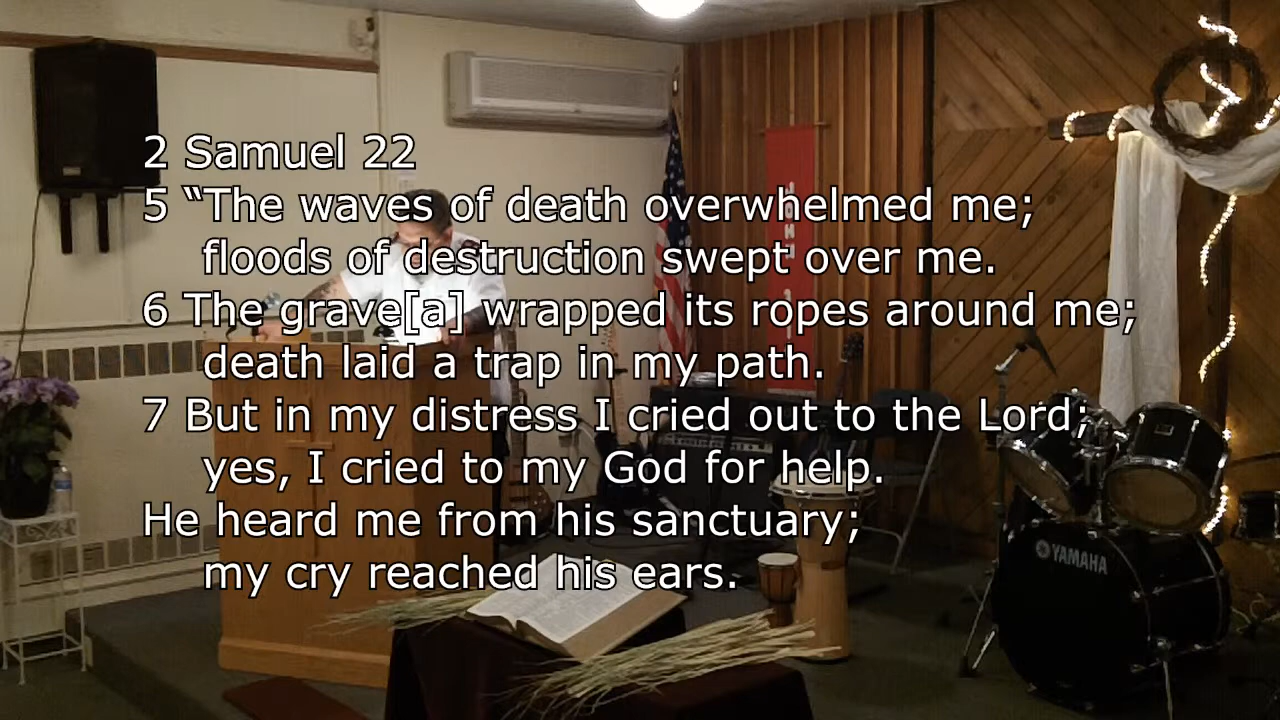 2 Samuel 22
5 “The waves of death overwhelmed me;
floods of destruction swept over me.
6 The grave[a] wrapped its ropes around me;
death laid a trap in my path.
7 But in my distress I cried out to the Lord;
yes, I cried to my God for help.
He heard me from his sanctuary;
my cry reached his ears.
YAMAHA